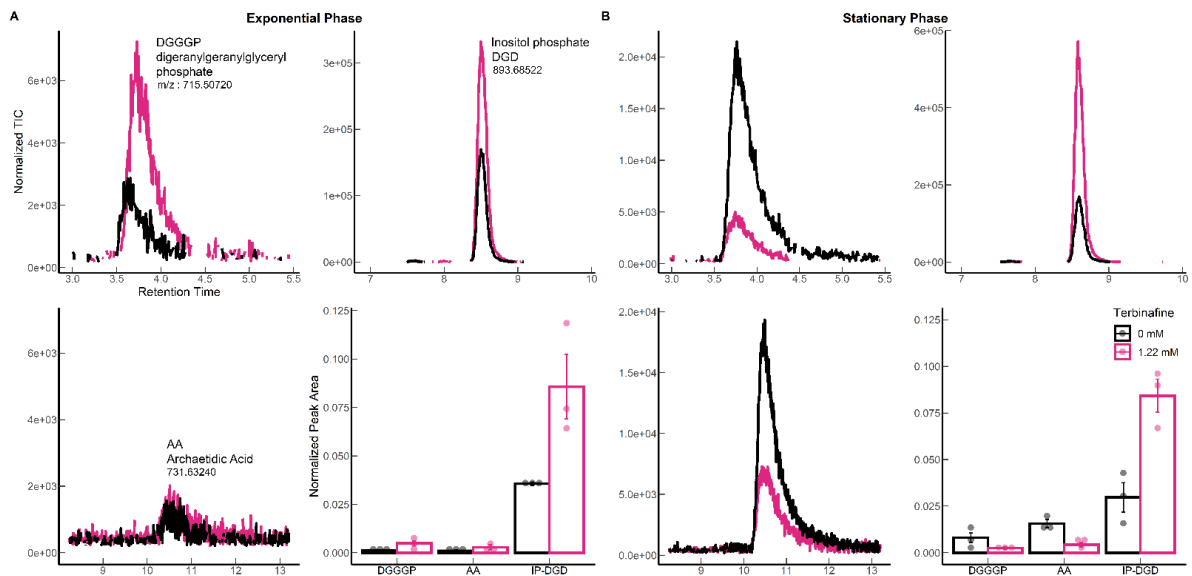 A
Exponential Phase
B
Stationary Phase
Normalized TIC
6e+03
4e+03
2e+03
0e+00
DGGGP
digeranylgeranylglyceryl
phosphate
m/z : 715.50720
3.0 3.5 4.0 4.5 5.0 5.5
Retention Time
3e+05
2e+05
1e+05
0e+00
Inositol phosphate
DGD
893.68522
7 8 9 10
2.0e+04
1.5e+04
1.0e+04
5.0e+03
0.0e+00
3.0 3.5 4.0 4.5 5.0 5.5
6e+05
4e+05
2e+05
0e+00
7 8 9 10
6e+03
4e+03
2e+03
0e+00
AA
Archaetidic Acid
731.63240
9 10 11 12 13
Normalized Peak Area
0.125
0.100
0.075
0.050
0.025
0.000
DGGGP AA IP-DGD
2.0e+04
1.5e+04
1.0e+04
5.0e+03
0.0e+00
9 10 11 12 13
0.125
0.100
0.075
0.050
0.025
0.000
Terbinafine
0 mM
1.22 mM
DGGGP AA IP-DGD